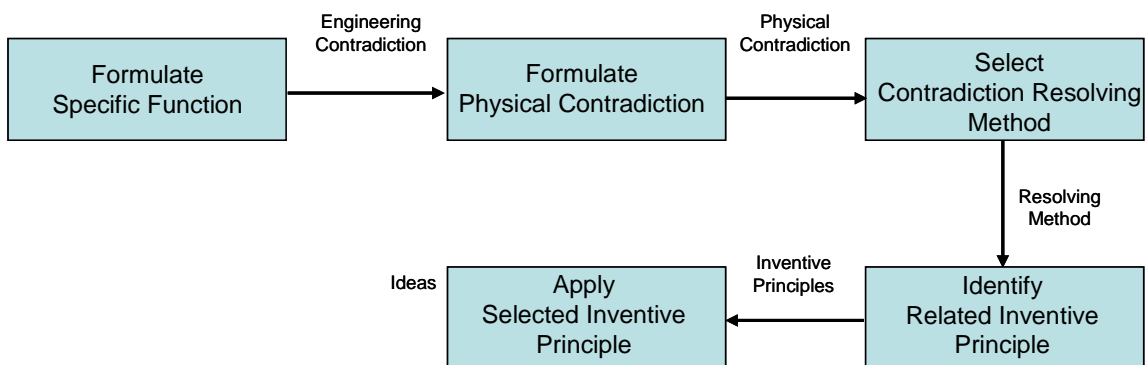 Formulate
Specific Function
Engineering
Contradiction
Formulate
Physical Contradiction
Physical
Contradiction
Select
Contradiction Resolving
Method
Resolving
Method
Identify
Related Inventive
Principle
Inventive
Principles
Apply
Selected Inventive
Principle
Ideas